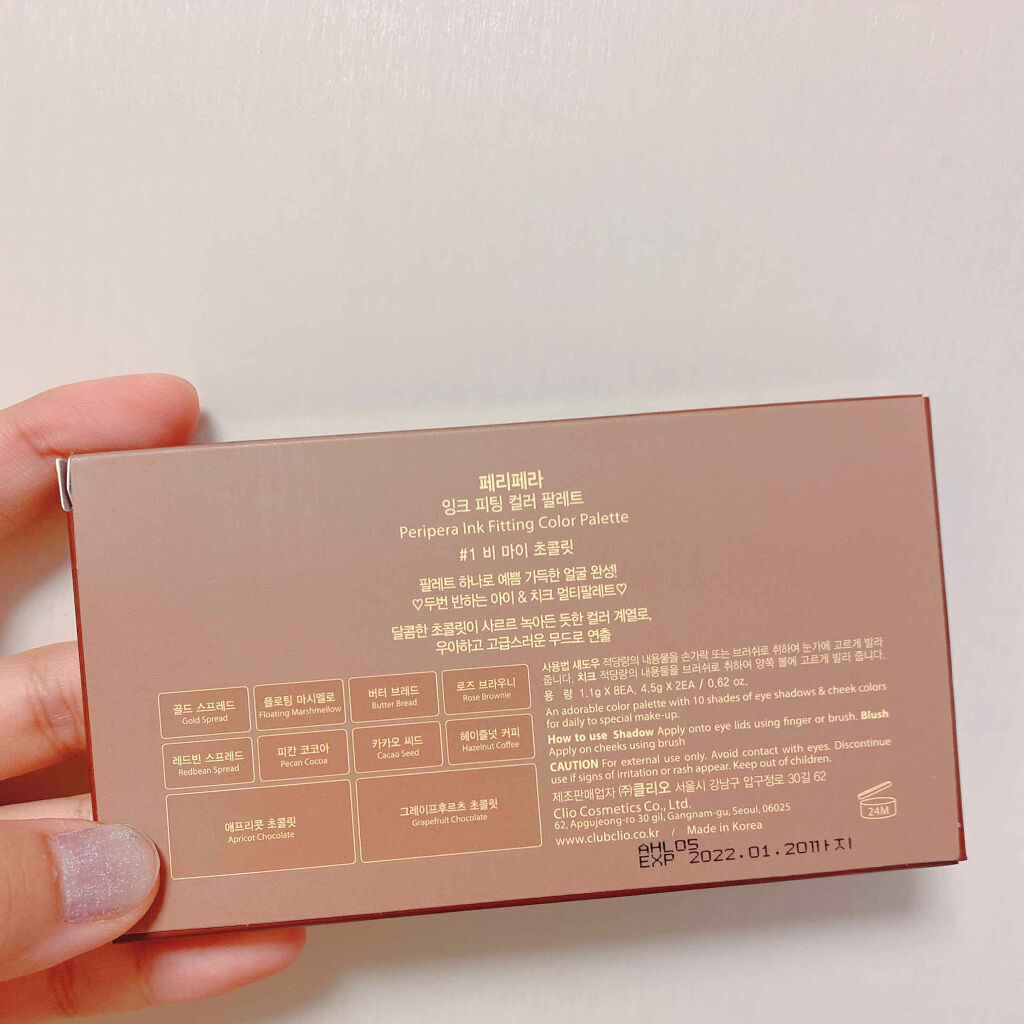 페리페라
잉크 피팅 컬러 팔레트
Peripera Ink Fitting Color Palette
#1 비 마이 초콜릿
팔레트 하나로 예쁨 가득한 얼굴 완성!
♡두번 반하는 아이 & 치크 멀티팔레트♡
달콤한 초콜릿이 사르르 녹아든 듯한 컬러 계열로,
우아하고 고급스러운 무드로 연출
골드 스프레드
Gold Spread
플로팅 마시멜로
Floating Marshmellow
버터 브레드
Butter Bread
로즈 브라우니
Rose Brownie
레드빈 스프레드
Redbean Spread
피칸 코코아
Pecan Cocoa
카카오 씨드
Cacao Seed
헤이즐넛 커피
Hazelnut Coffee
애프리콧 초콜릿
Apricot Chocolate
그레이프후르츠 초콜릿
Grapefruit Chocolate
사용법 섀도우 적당량의 내용물을 손가락 또는 브러쉬로 취하여 눈가에 고르게 발라
줍니다. 치크 적당량의 내용물을 브러쉬로 취하여 양쪽 볼에 고르게 발라 줍니다.
용 량 1.1g X 8EA, 4.5g X 2EA / 0.62 oz.
An adorable color palette with 10 shades of eye shadows & cheek colors
for daily to special make-up.
How to use Shadow Apply onto eye lids using finger or brush. Blush
Apply on cheeks using brush
CAUTION For external use only. Avoid contact with eyes. Discontinue
use if signs of irritation or rash appear. Keep out of children.
제조판매업자 (주)클리오 서울시 강남구 압구정로 30길 62
Clio Cosmetics Co., Ltd.
62, Apgujeong-ro 30 gil, Gangnam-gu, Seoul, 06025
www.clubclio.co.kr / Made in Korea
24M
AHL05
EXP 2022.01.20까지